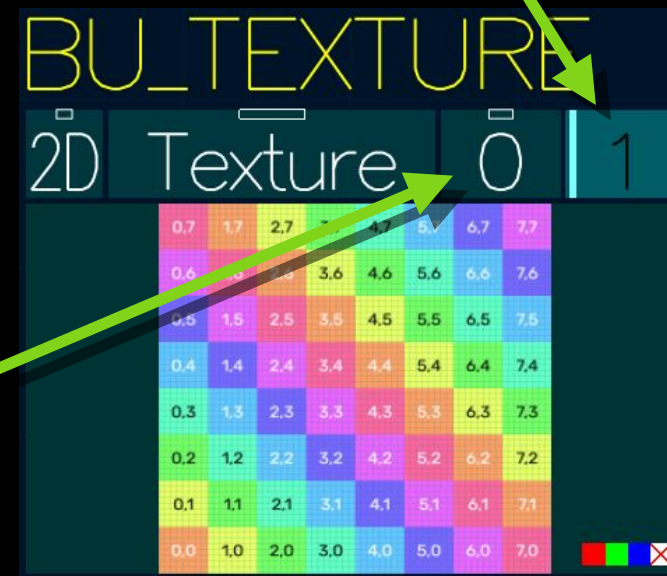 BU_TEXTURE
2D Texture 0 1
0,7 1,7 2,7 4,7 5,7 6,7 7,7
0,6 2,6 3,6 4,6 5,6 6,6 7,6
0,5 1,5 2,5 3,5 4,5 5,5 6,5 7,5
0,4 1,4 2,4 3,4 4,4 5,4 6,4 7,4
0,3 1,3 2,3 3,3 4,3 5,3 6,3 7,3
0,2 1,2 2,2 3,2 4,2 5,2 6,2 7,2
0,1 1,1 2,1 3,1 4,1 5,1 6,1 7,1
0,0 1,0 2,0 3,0 4,0 5,0 6,0 7,0